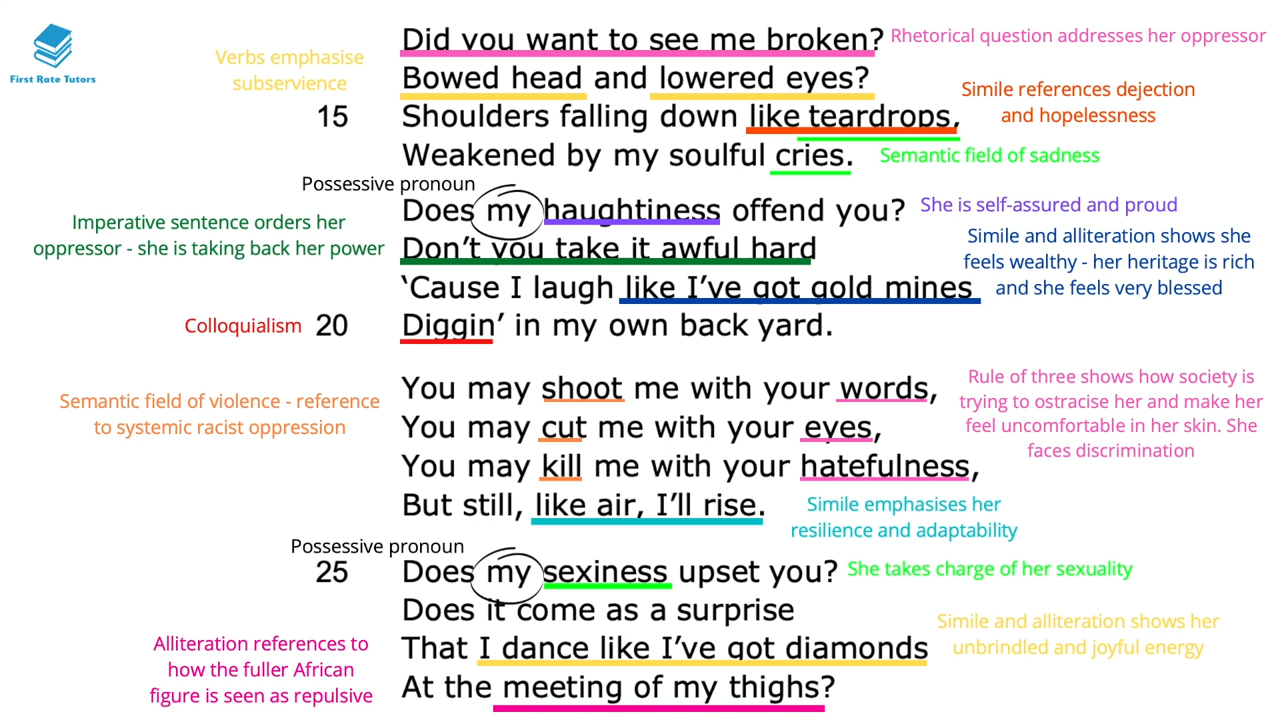 First Rate Tutors
Verbs emphasise
subservience
Did you want to see me broken?
Rhetorical question addresses her oppressor
Bowed head and lowered eyes?
15
Shoulders falling down like teardrops,
Simile references dejection
and hopelessness
Weakened by my soulful cries.
Semantic field of sadness
Possessive pronoun
Does my haughtiness offend you?
She is self-assured and proud
Imperative sentence orders her
oppressor - she is taking back her power
Don’t you take it awful hard
‘Cause I laugh like I’ve got gold mines
Simile and alliteration shows she
feels wealthy - her heritage is rich
and she feels very blessed
Colloquialism
20
Diggin’ in my own back yard.
Semantic field of violence - reference
to systemic racist oppression
You may shoot me with your words,
You may cut me with your eyes,
You may kill me with your hatefulness,
But still, like air, I’ll rise.
Rule of three shows how society is
trying to ostracise her and make her
feel uncomfortable in her skin. She
faces discrimination
Simile emphasises her
resilience and adaptability
Possessive pronoun
25
Does my sexiness upset you?
She takes charge of her sexuality
Does it come as a surprise
That I dance like I’ve got diamonds
Simile and alliteration shows her
unbrindled and joyful energy
Alliteration references to
how the fuller African
figure is seen as repulsive
At the meeting of my thighs?